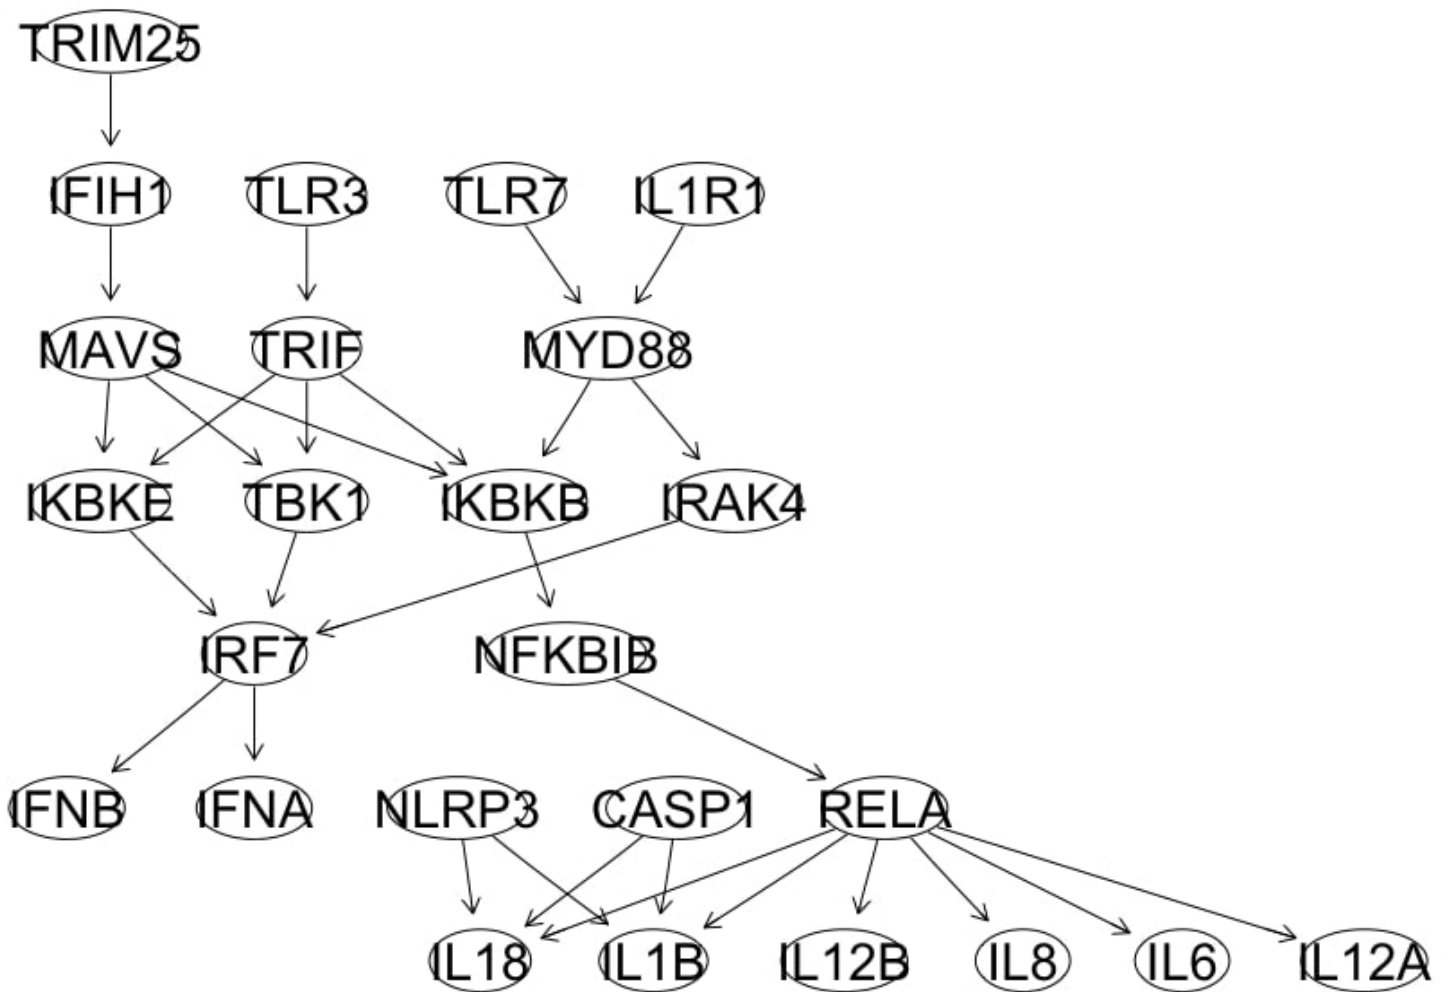 TRIM25
IFIH1 TLR3 TLR7 IL1R1
MAVS TRIF MYD88
IKBKE TBK1 IKBKB IRAK4
IRF7 NFKBIB
IFNB IFNA NLRP3 CASP1 RELA
IL18 IL1B IL12B IL8 IL6 IL12A